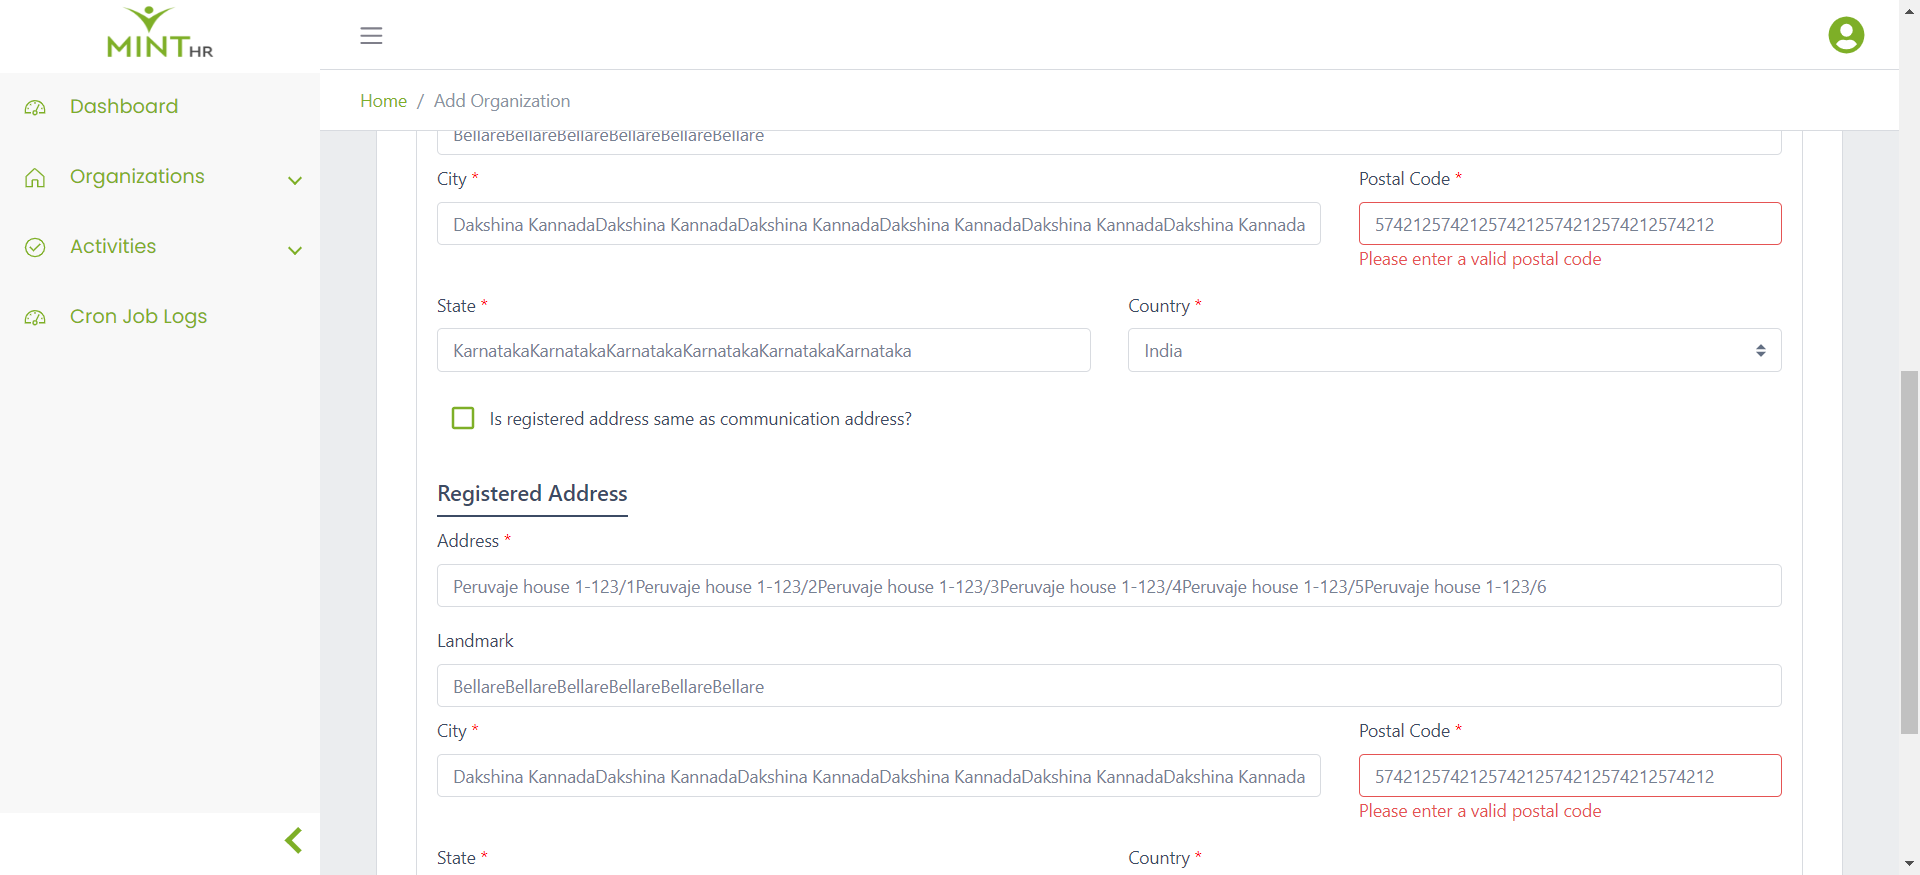 MINTHR
Dashboard
Organizations
Activities
Cron Job Logs
Home / Add Organization
BellareBellareBellareBellareBellareBellare
City * Postal Code *
Dakshina KannadaDakshina KannadaDakshina KannadaDakshina KannadaDakshina KannadaDakshina Kannada 574212574212574212574212574212574212
Please enter a valid postal code
State * Country *
KarnatakaKarnatakaKarnatakaKarnatakaKarnatakaKarnataka India
Is registered address same as communication address?
Registered Address
Address *
Peruvaje house 1-123/1Peruvaje house 1-123/2Peruvaje house 1-123/3Peruvaje house 1-123/4Peruvaje house 1-123/5Peruvaje house 1-123/6
Landmark
BellareBellareBellareBellareBellareBellare
City * Postal Code *
Dakshina KannadaDakshina KannadaDakshina KannadaDakshina KannadaDakshina KannadaDakshina Kannada 574212574212574212574212574212574212
Please enter a valid postal code
State * Country *